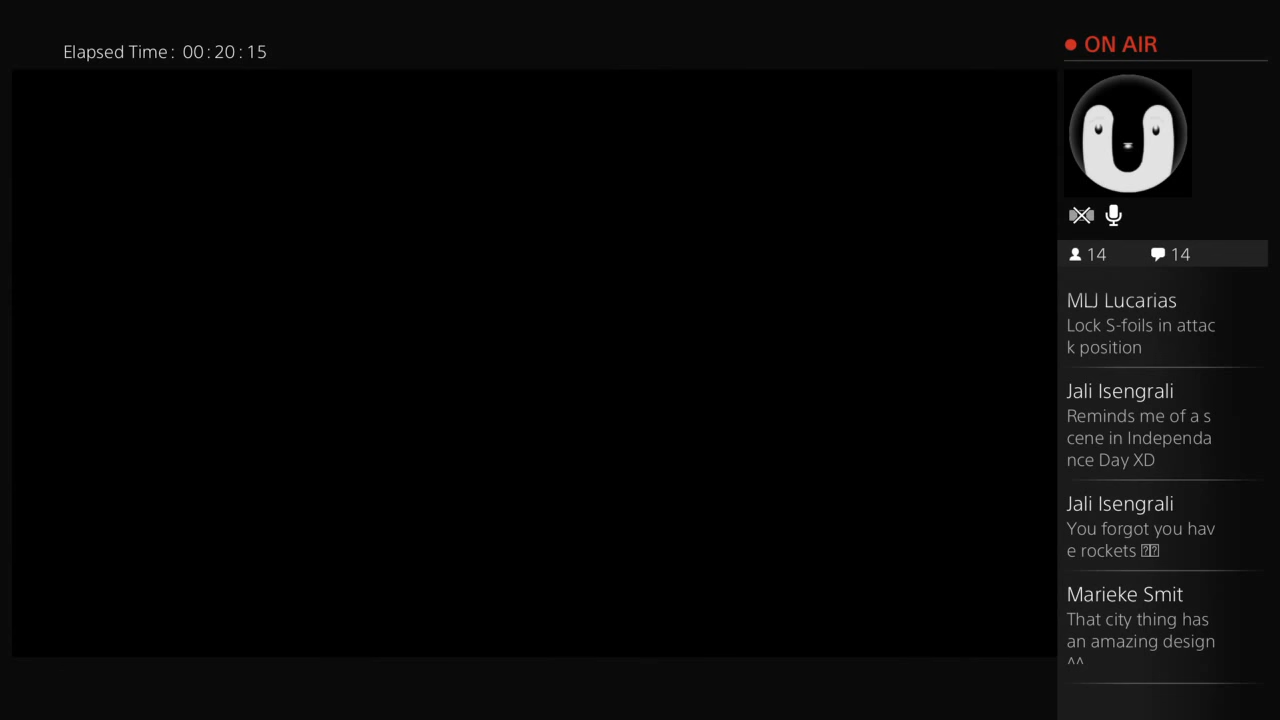 Elapsed Time: 00:20:15
ON AIR
14 14
MLJ Lucarias
Lock S-foils in attac
k position
Jali Isengrali
Reminds me of a s
cene in Independa
nce Day XD
Jali Isengrali
You forgot you hav
e rockets
Marieke Smit
That city thing has
an amazing design
^^